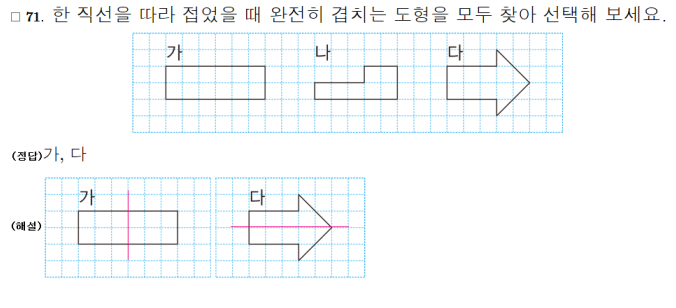 □ 71. 한 직선을 따라 접었을 때 완전히 겹치는 도형을 모두 찾아 선택해 보세요.
가 나 다
(정답)가, 다
가 다
(해설)